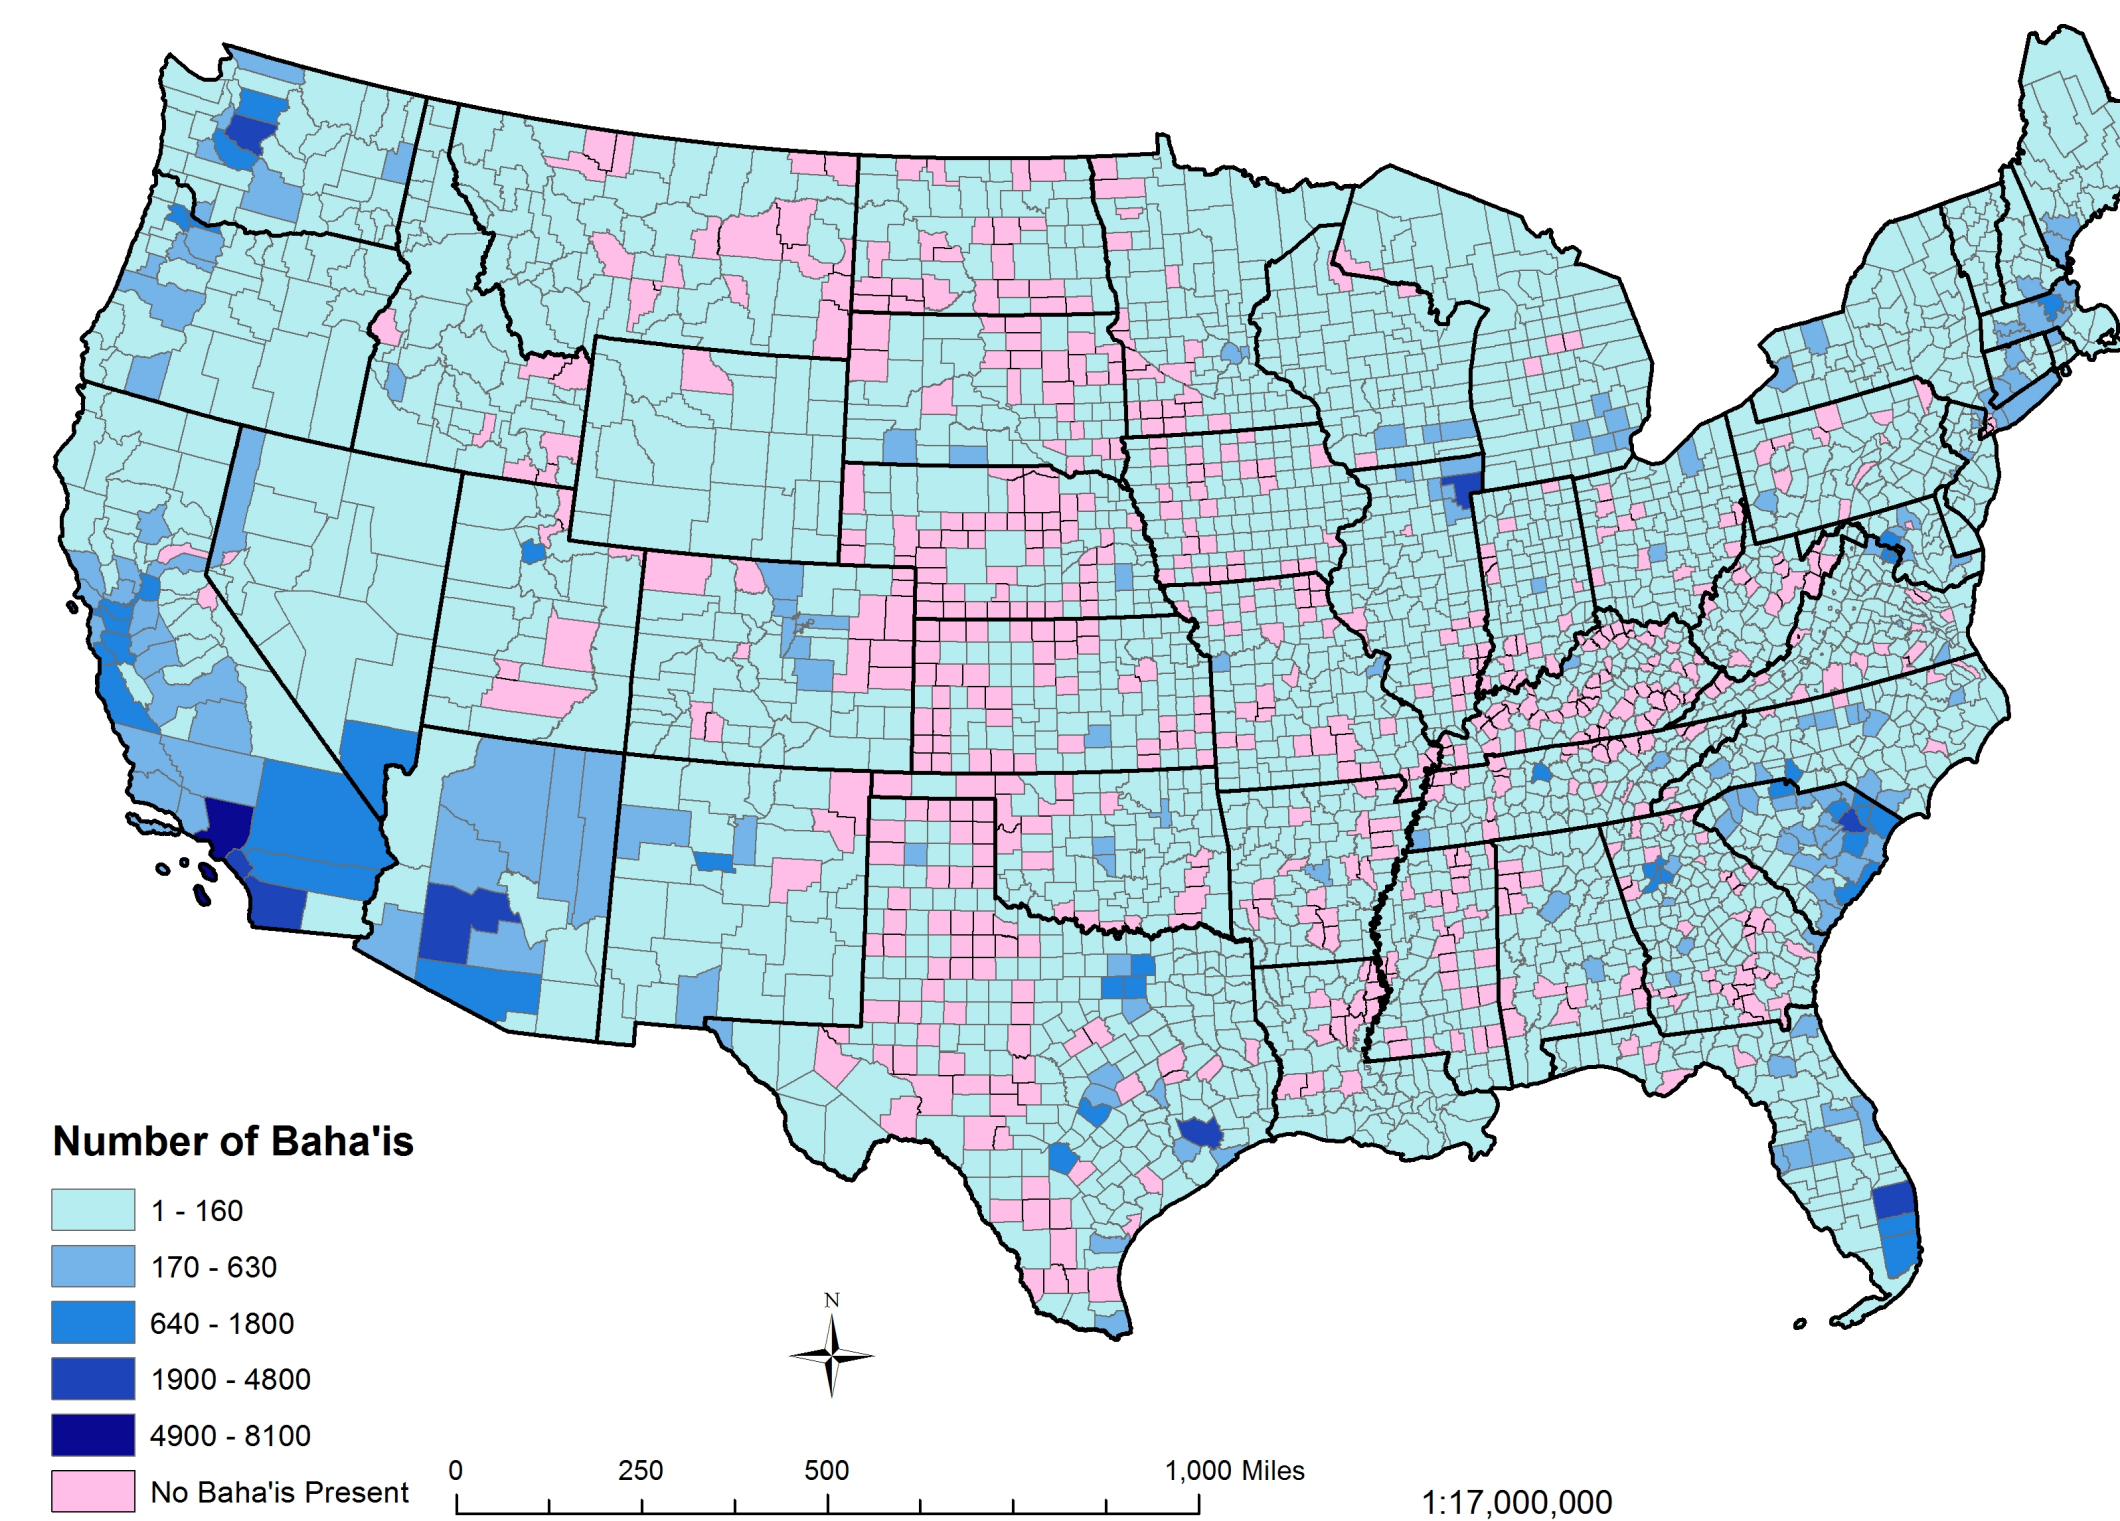 N
Number of Baha'is
1 - 160
170 - 630
640 - 1800
1900 - 4800
4900 - 8100
No Baha'is Present
0 250 500 1,000 Miles
1:17,000,000